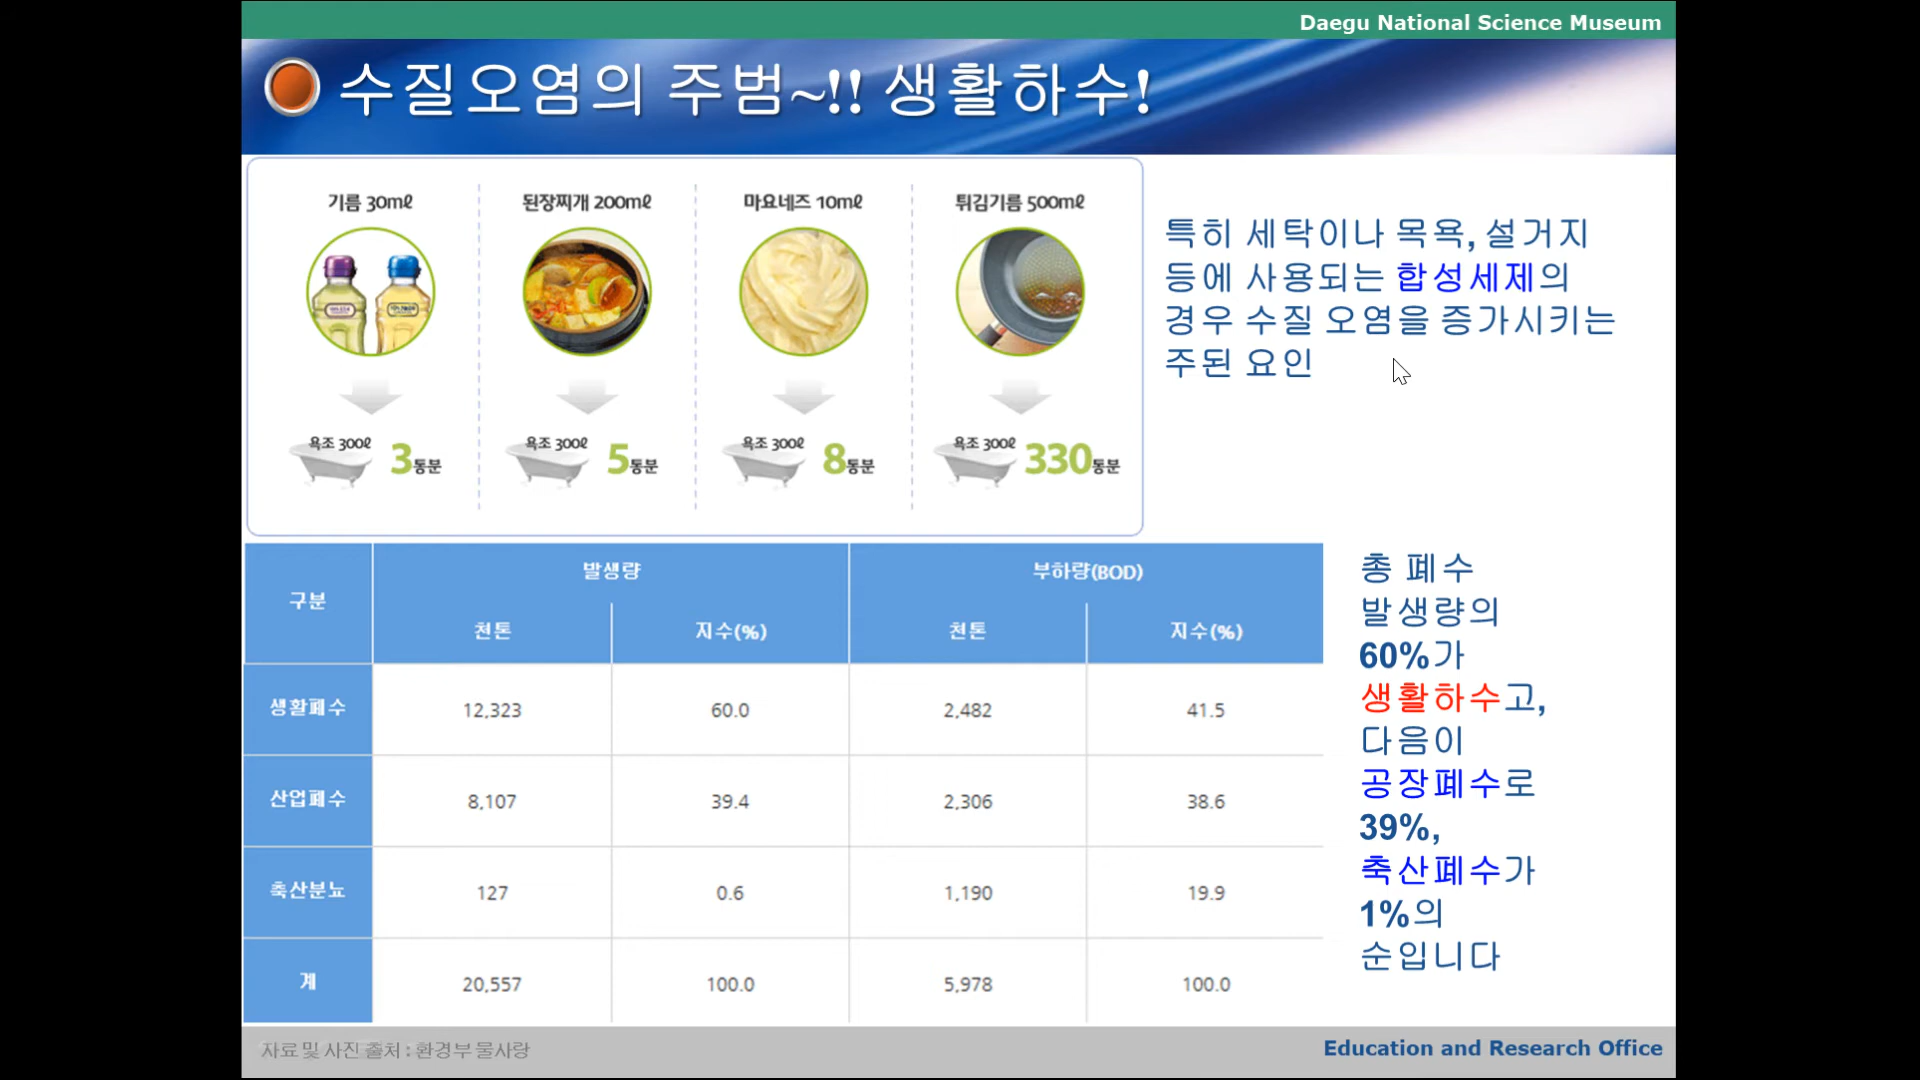 Daegu National Science Museum
수질오염의 주범~!! 생활하수!
기름 30㎖
된장찌개 200㎖
마요네즈 10㎖
튀김기름 500㎖
욕조 300ℓ 3통분
욕조 300ℓ 5통분
욕조 300ℓ 8통분
욕조 300ℓ 330통분
특히 세탁이나 목욕, 설거지
등에 사용되는 합성세제의
경우 수질 오염을 증가시키는
주된 요인
구분 발생량 부하량(BOD)
천톤 지수(%) 천톤 지수(%)
생활폐수 12,323 60.0 2,482 41.5
산업폐수 8,107 39.4 2,306 38.6
축산분뇨 127 0.6 1,190 19.9
계 20,557 100.0 5,978 100.0
총 폐수
발생량의
60%가
생활하수고,
다음이
공장폐수로
39%,
축산폐수가
1%의
순입니다
자료 및 사진 출처 : 환경부 물사랑
Education and Research Office